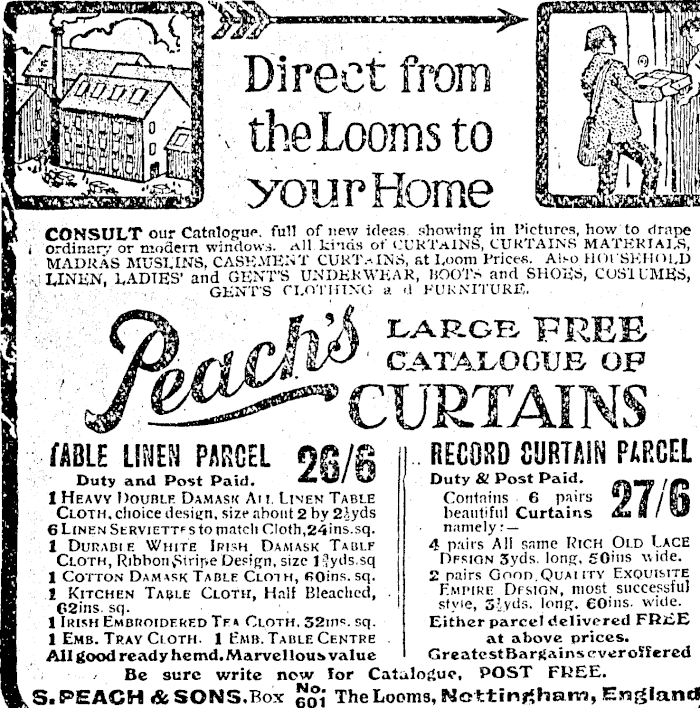 Direct from
the Looms to
your Home
CONSULT our Catalogue, full of new ideas, showing in Pictures, how to drape
ordinary or modern windows. All kinds of CURTAINS, CURTAINS MATERIALS,
MADRAS MUSLINS, CASEMENT CURTAINS, at Loom Prices. Also HOUSEHOLD
LINEN, LADIES' and GENT'S UNDERWEAR, BOOTS and SHOES, COSTUMES,
GENT'S CLOTHING a d FURNITURE.
Peach's
LARGE FREE
CATALOGUE OF
CURTAINS
TABLE LINEN PARCEL
Duty and Post Paid.
26/6
1 HEAVY DOUBLE DAMASK ALL LINEN TABLE
CLOTH, choice design, size about 2 by 2½yds
6 LINEN SERVIETTES to match Cloth, 24ins. sq.
1 DURABLE WHITE IRISH DAMASK TABLE
CLOTH, Ribbon Stripe Design, size yds. sq
1 COTTON DAMASK TABLE CLOTH, 60ins. sq.
1 KITCHEN TABLE CLOTH, Half Bleached,
62ins. sq.
1 IRISH EMBROIDERED TEA CLOTH, 32ins. sq.
1 EMB. TRAY CLOTH. 1 EMB. TABLE CENTRE
All good ready hemd. Marvellous value
RECORD CURTAIN PARCEL
Duty & Post Paid.
Contains 6 pairs
beautiful Curtains
namely:—
27/6
4 pairs All same RICH OLD LACE
DESIGN 3yds. long, 50ins wide.
2 pairs GOOD QUALITY EXQUISITE
EMPIRE DESIGN, most successful
style, 3½yds. long, 60ins. wide.
Either parcel delivered FREE
at above prices.
Greatest Bargains ever offered
Be sure write now for Catalogue, POST FREE.
S. PEACH & SONS. Box No. 601 The Looms, Nottingham, England